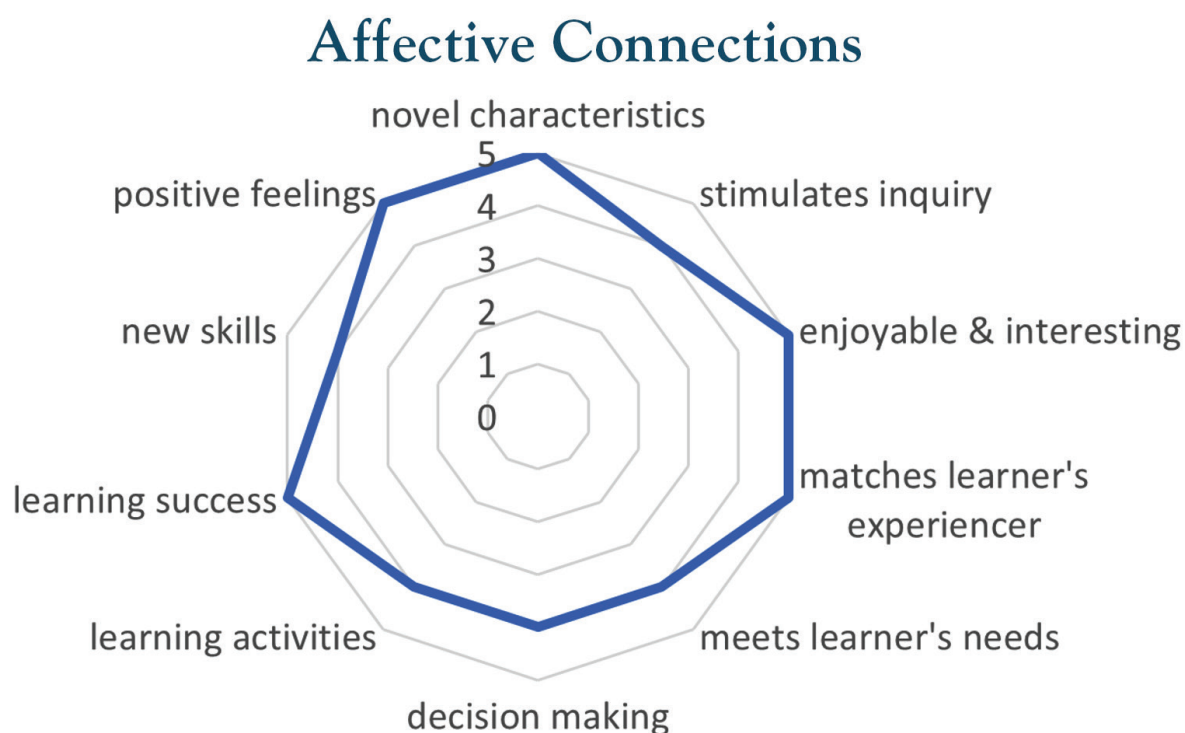 Affective Connections
novel characteristics
5
positive feelings
stimulates inquiry
4
3
new skills
2
enjoyable & interesting
1
0
learning success
matches learner's
experiencer
learning activities
meets learner's needs
decision making